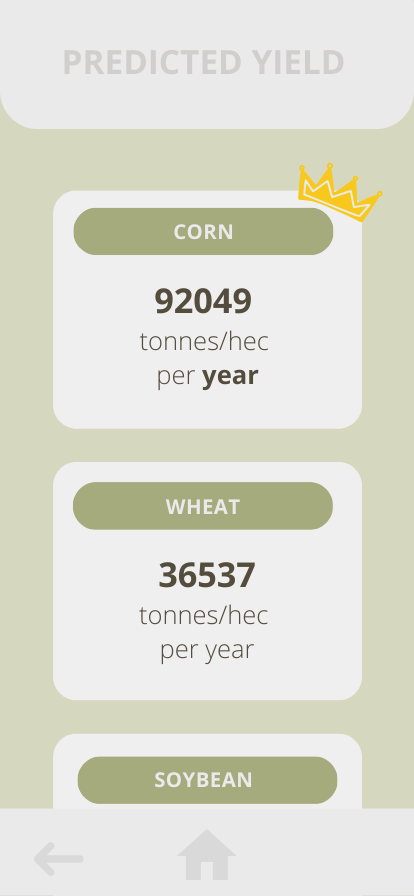 PREDICTED YIELD
CORN
92049
tonnes/hec
per year
WHEAT
36537
tonnes/hec
per year
SOYBEAN